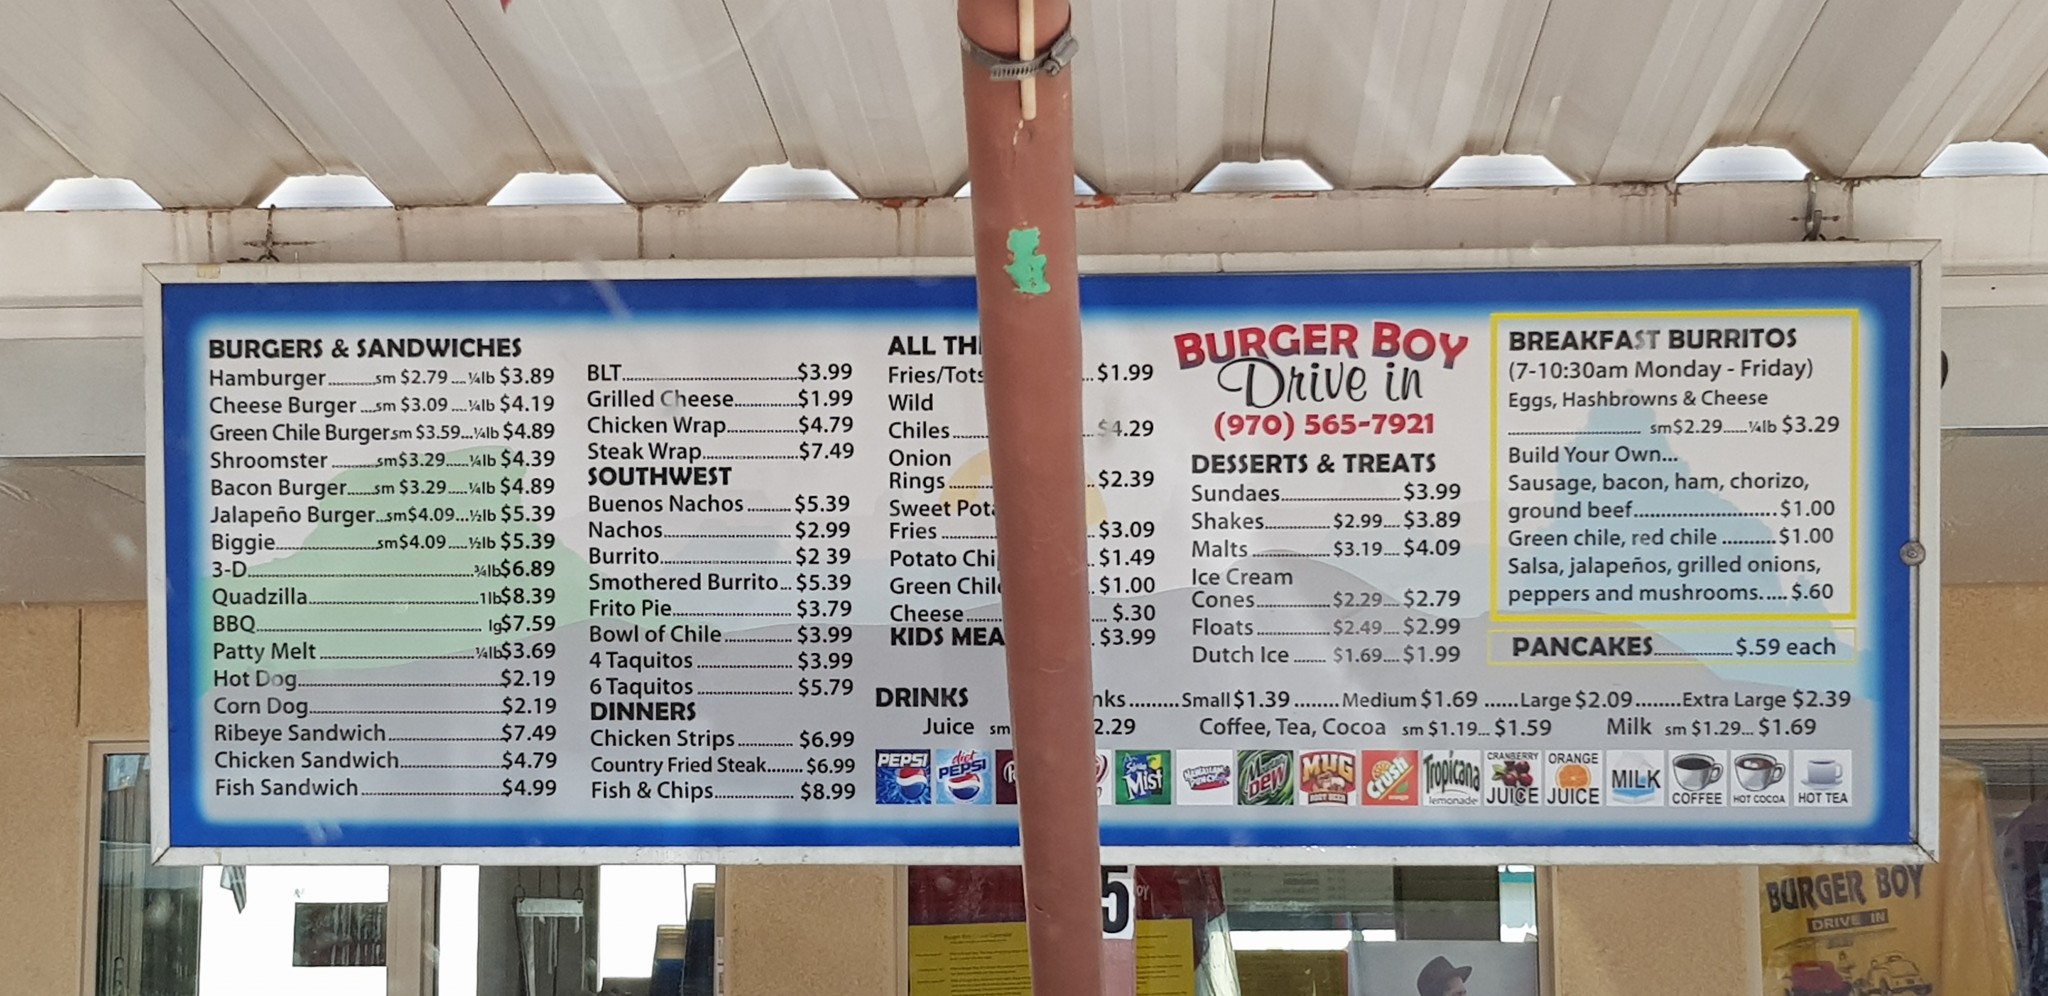 BURGERS & SANDWICHES
Hamburger..........sm $2.79 ....¼lb $3.89
Cheese Burger ....sm $3.09 ....¼lb $4.19
Green Chile Burger.sm $3.59...¼lb $4.89
Shroomster ..........sm$3.29.....¼lb $4.39
Bacon Burger......sm $3.29 ....¼lb $4.89
Jalapeño Burger...sm$4.09...½lb $5.39
Biggie......................sm$4.09....½lb $5.39
3-D..................................¾lb$6.89
Quadzilla..................................1lb$8.39
BBQ.................................. lg$7.59
Patty Melt ..................................¼lb$3.69
Hot Dog..................................$2.19
Corn Dog..................................$2.19
Ribeye Sandwich......................$7.49
Chicken Sandwich....................$4.79
Fish Sandwich...........................$4.99
BLT..................................$3.99
Grilled Cheese.............$1.99
Chicken Wrap..............$4.79
Steak Wrap...................$7.49
SOUTHWEST
Buenos Nachos ......... $5.39
Nachos...........................$2.99
Burrito............................$2 39
Smothered Burrito... $5.39
Frito Pie.........................$3.79
Bowl of Chile................$3.99
4 Taquitos .....................$3.99
6 Taquitos .....................$5.79
DINNERS
Chicken Strips ............ $6.99
Country Fried Steak........ $6.99
Fish & Chips................ $8.99
ALL
Fries/Tots ... $1.99
Wild
Chiles ... $4.29
Onion
Rings ... $2.39
Sweet
Fries ... $3.09
Potato . $1.49
Green . $1.00
Cheese ... $.30
KIDS . $3.99
BURGER BOY
Drive in
(970) 565-7921
DESSERTS & TREATS
Sundaes............................ $3.99
Shakes...............$2.99.... $3.89
Malts .................$3.19.... $4.09
Ice Cream
Cones................$2.29.... $2.79
Floats ................$2.49.... $2.99
Dutch Ice ....... $1.69.... $1.99
BREAKFAST BURRITOS
(7-10:30am Monday - Friday)
Eggs, Hashbrowns & Cheese
.................................. sm$2.29......¼lb $3.29
Build Your Own...
Sausage, bacon, ham, chorizo,
ground beef...........................$1.00
Green chile, red chile ..........$1.00
Salsa, jalapeños, grilled onions,
peppers and mushrooms..... $.60
PANCAKES................ $.59 each
DRINKS .........Small $1.39 ......... Medium $1.69 ......Large $2.09.........Extra Large $2.39
Juice sm 2.29 Coffee, Tea, Cocoa sm $1.19... $1.59 Milk sm $1.29... $1.69
PEPSI
diet PEPSI
Mist
HAWAIIAN PUNCH
DEW
MUG ROOT BEER
Crush
Tropicana lemonade
CRANBERRY JUICE
ORANGE JUICE
MILK
COFFEE
HOT COCOA
HOT TEA
5
BURGER BOY
DRIVE IN